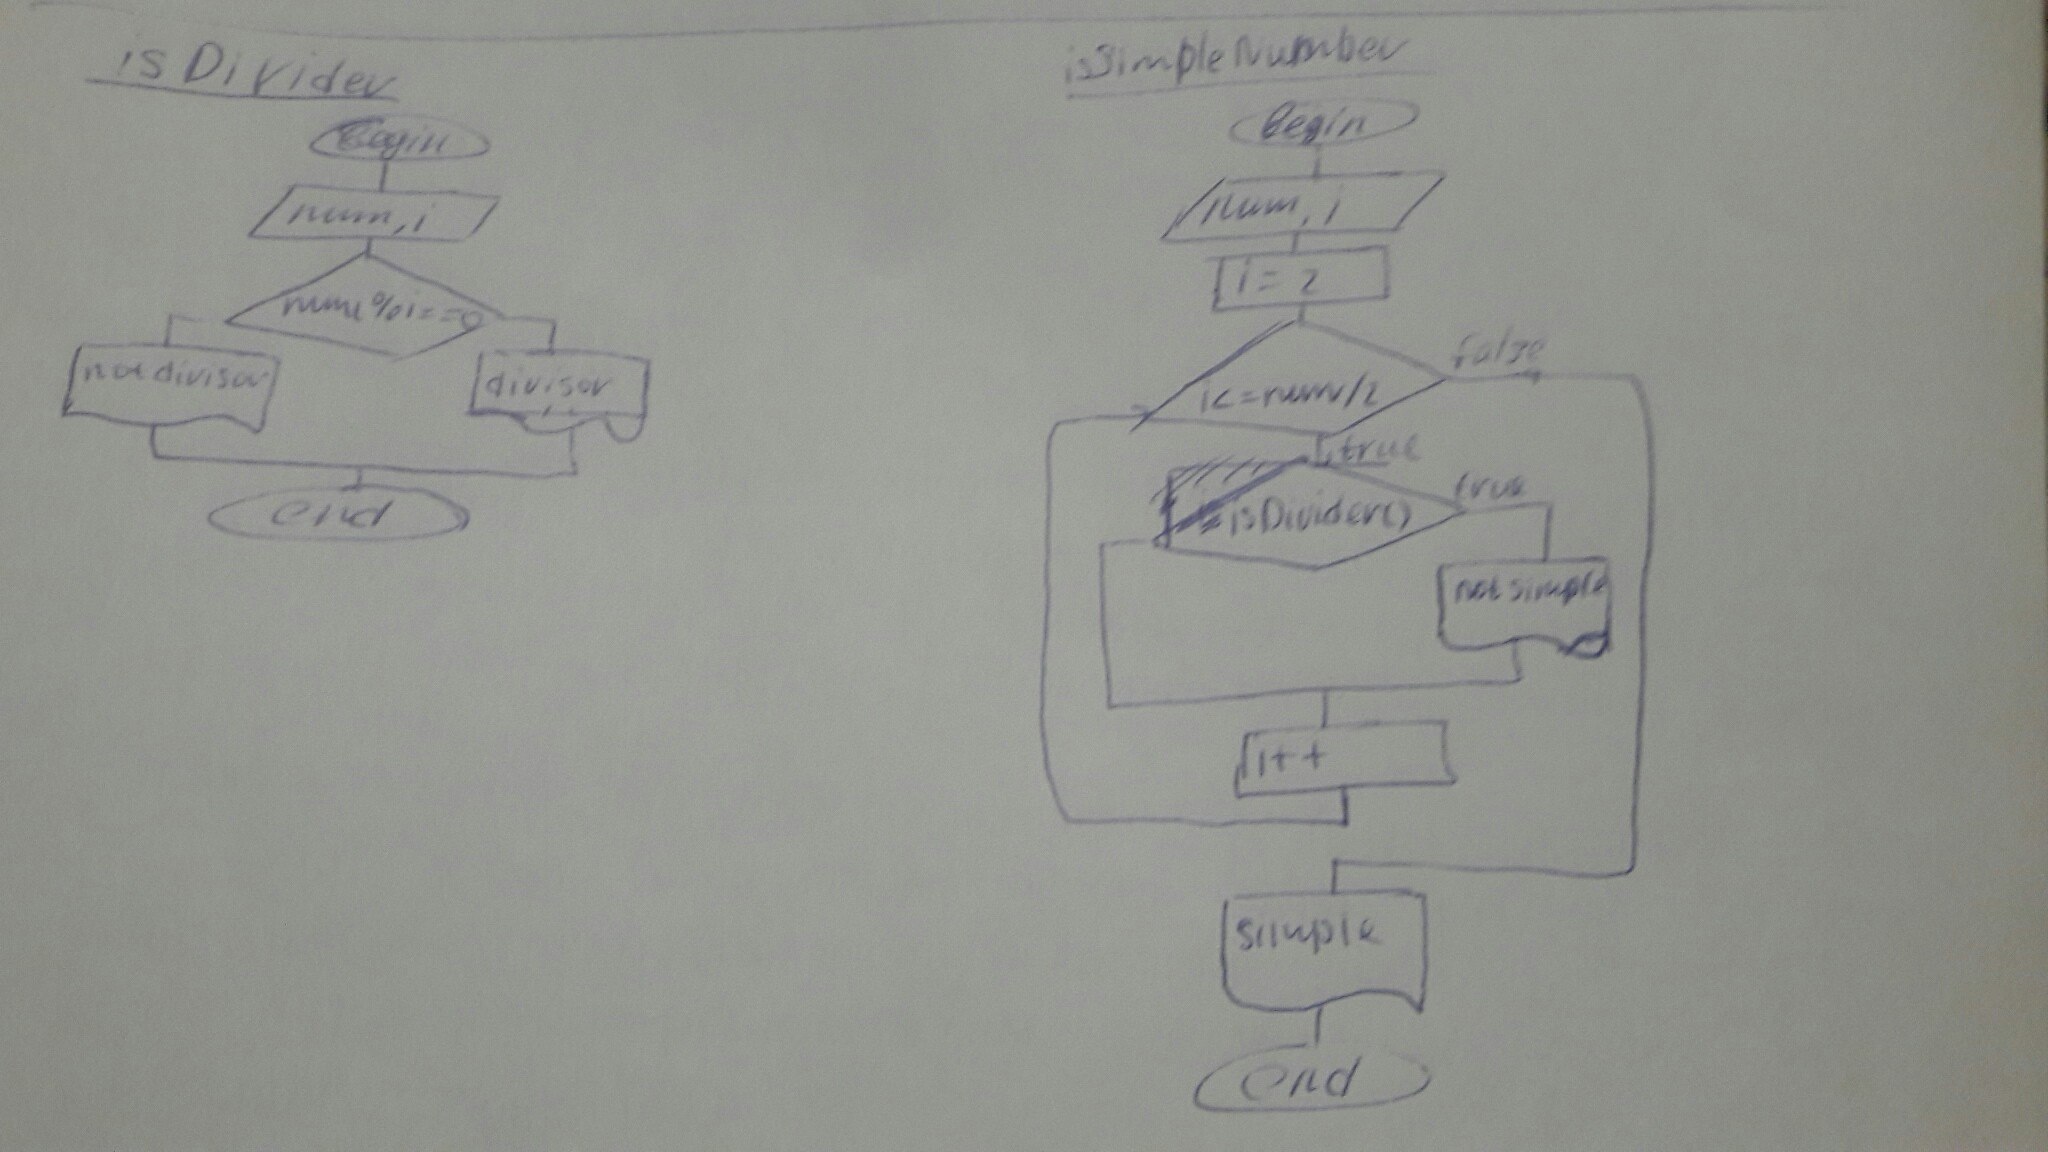 isDivider
Begin
num, i
num%i==0
not divisor
divisor
end
isSimpleNumber
Begin
num, i
i=2
i<=num/2
false
true
isDivider()
true
not simple
i++
simple
end